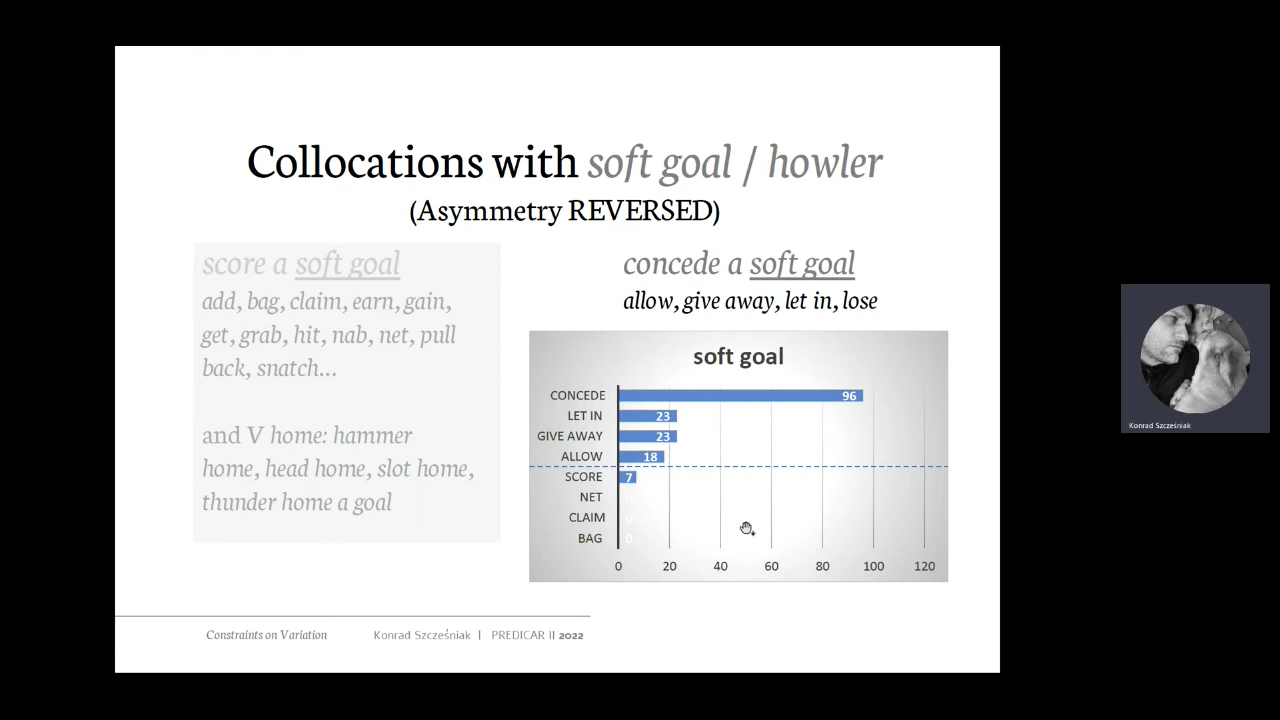 Collocations with soft goal / howler
(Asymmetry REVERSED)
score a soft goal
add, bag, claim, earn, gain,
get, grab, hit, nab, net, pull
back, snatch...
and V home: hammer
home, head home, slot home,
thunder home a goal
concede a soft goal
allow, give away, let in, lose
soft goal
CONCEDE 96
LET IN 23
GIVE AWAY 23
ALLOW 18
SCORE 7
NET 0
CLAIM 0
BAG 0
0 20 40 60 80 100 120
Constraints on Variation Konrad Szcześniak | PREDICAR II 2022
Konrad Szcześniak